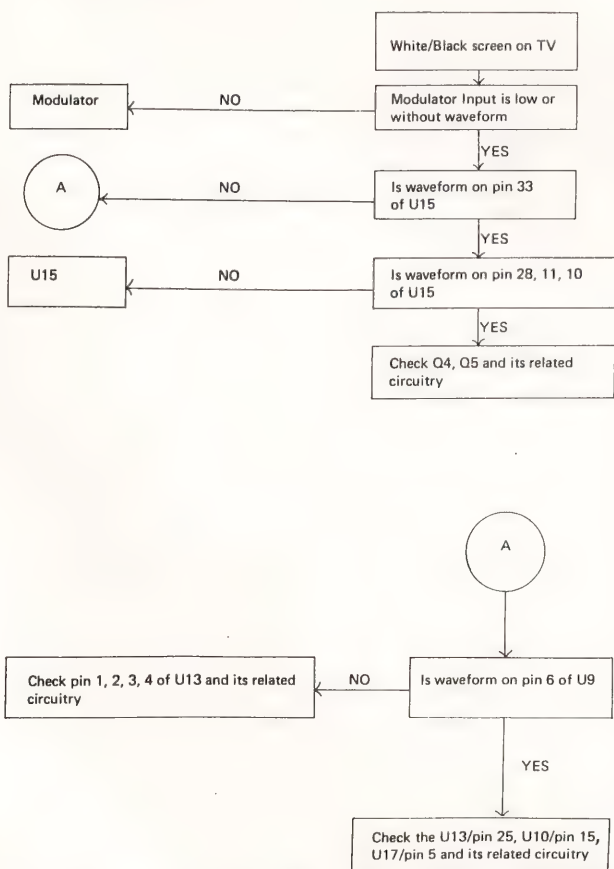 White/Black screen on TV
Modulator
NO
Modulator Input is low or
without waveform
YES
A
NO
Is waveform on pin 33
of U15
YES
U15
NO
Is waveform on pin 28, 11, 10
of U15
YES
Check Q4, Q5 and its related
circuitry
A
Check pin 1, 2, 3, 4 of U13 and its related
circuitry
NO
Is waveform on pin 6 of U9
YES
Check the U13/pin 25, U10/pin 15,
U17/pin 5 and its related circuitry